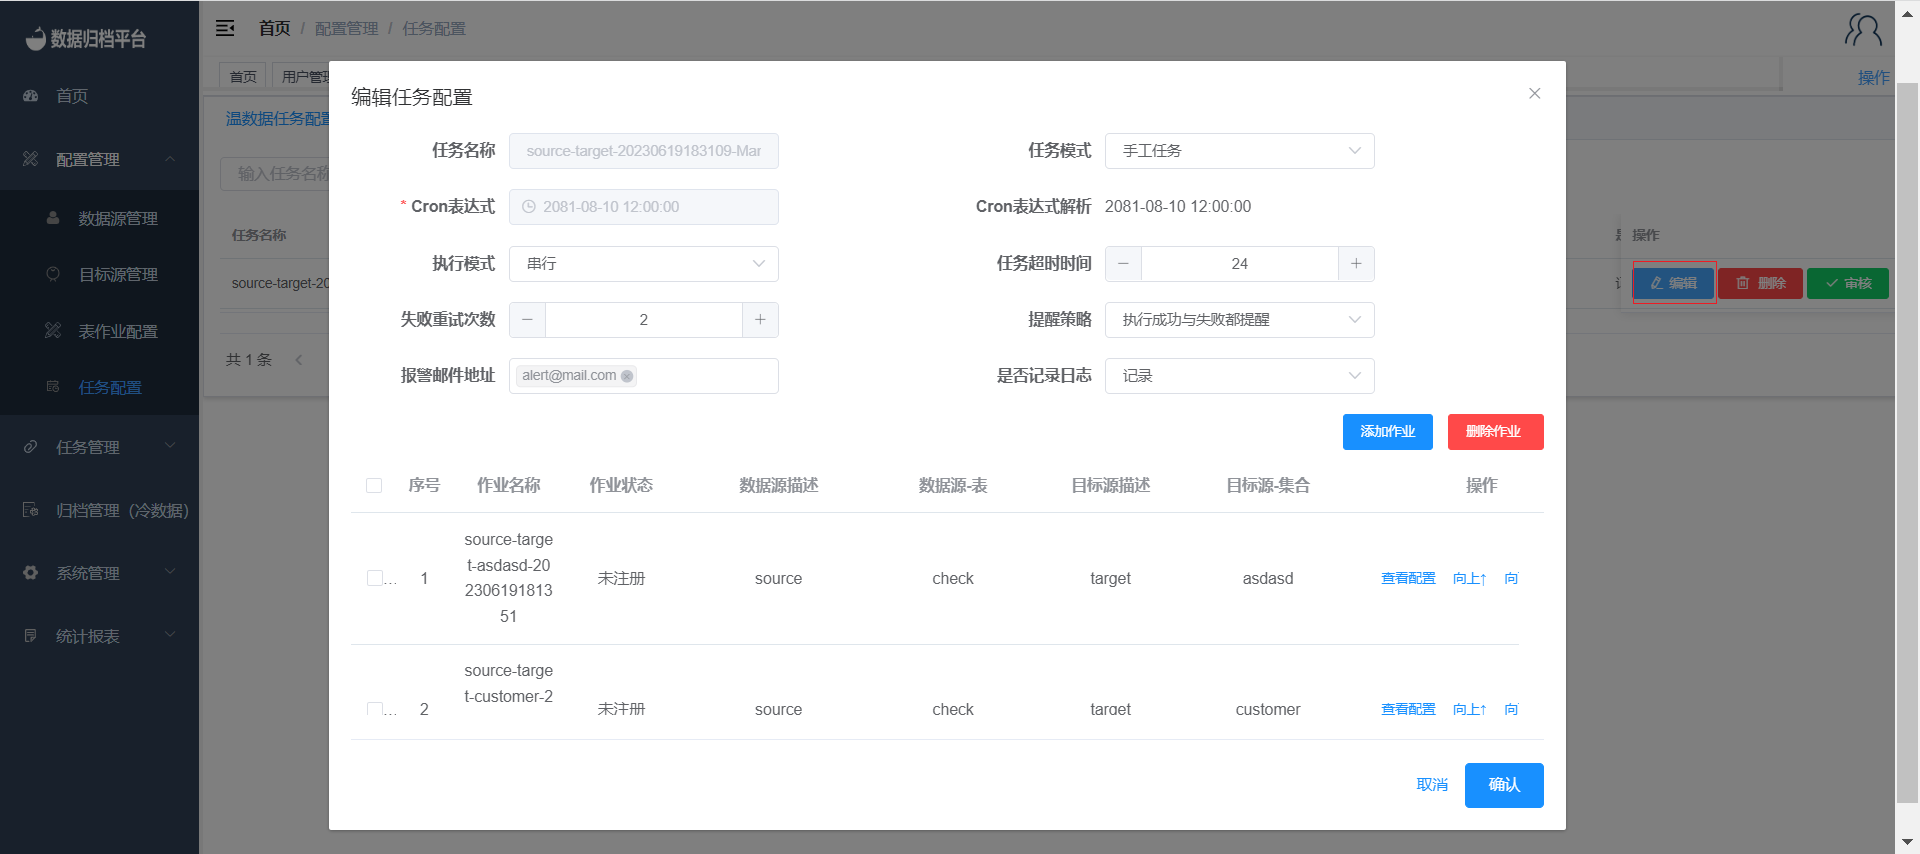 数据归档平台
首页 / 配置管理 / 任务配置
首页
首页 用户管理
操作
配置管理
数据源管理
目标源管理
表作业配置
任务配置
任务管理
归档管理（冷数据）
系统管理
统计报表
温数据任务配置
输入任务名称
任务名称
操作
source-target-20
编辑 删除 审核
共 1 条
编辑任务配置
任务名称 source-target-20230619183109-Mar
任务模式 手工任务
* Cron表达式 2081-08-10 12:00:00
Cron表达式解析 2081-08-10 12:00:00
执行模式 串行
任务超时时间 24
失败重试次数 2
提醒策略 执行成功与失败都提醒
报警邮件地址 alert@mail.com
是否记录日志 记录
添加作业 删除作业
序号 作业名称 作业状态 数据源描述 数据源-表 目标源描述 目标源-集合 操作
source-targe
t-asdasd-20
2306191813
51
... 1 未注册 source check target asdasd 查看配置 向上↑ 向
source-targe
t-customer-2
... 2 未注册 source check target customer 查看配置 向上↑ 向
取消 确认